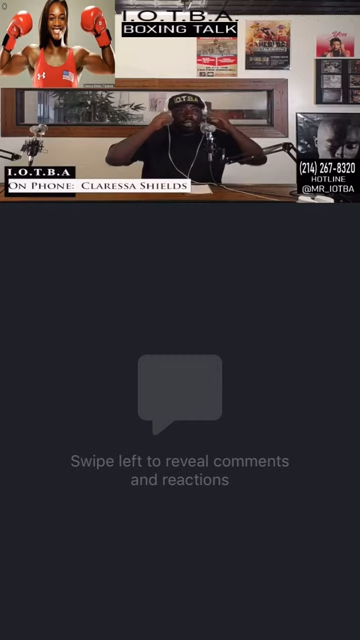 I.O.T.B.A.
BOXING TALK
I.O.T.B.A
I.O.T.B.A
ON PHONE: CLARESSA SHIELDS
(214) 267-8320
HOTLINE
@MR_IOTBA
Swipe left to reveal comments
and reactions